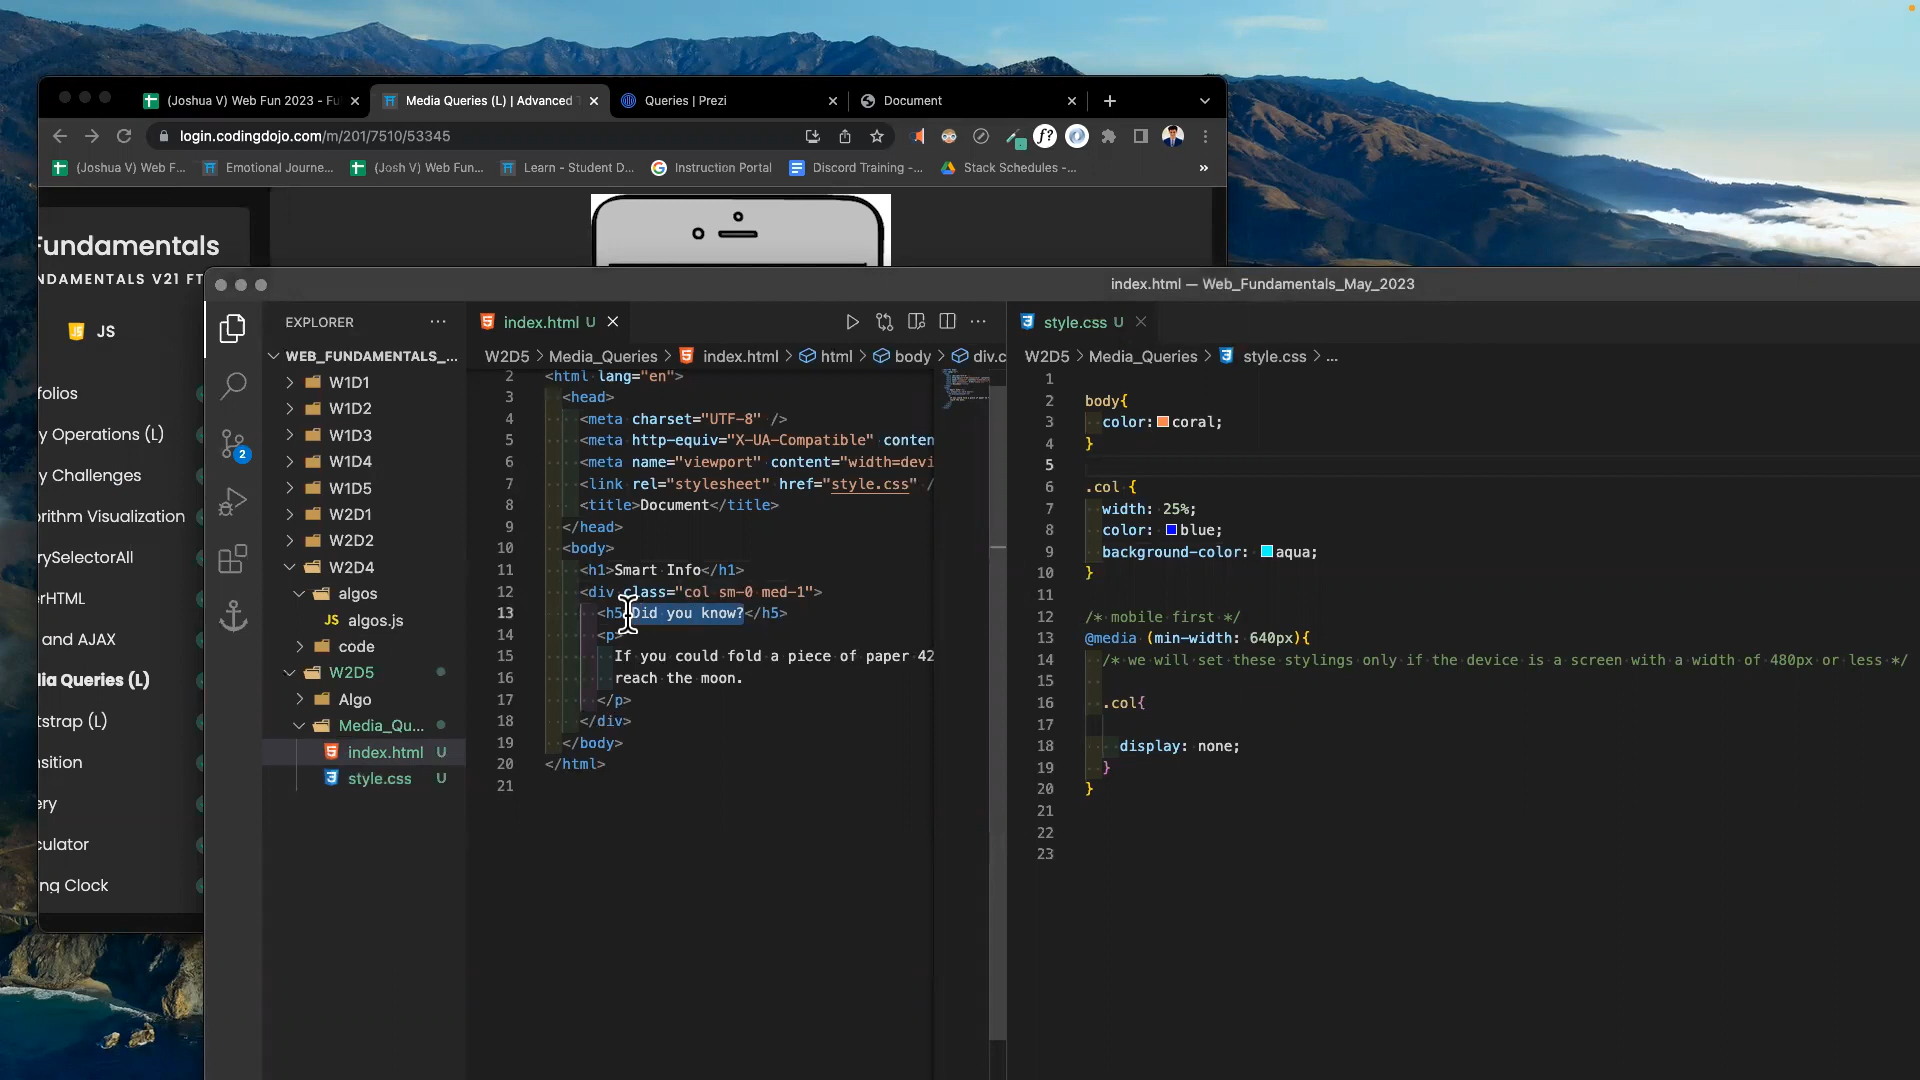 (Joshua V) Web Fun 2023 - Fu
Media Queries (L) | Advanced T
Queries | Prezi
Document
login.codingdojo.com/m/201/7510/53345
(Joshua V) Web F...
Emotional Journe...
(Josh V) Web Fun...
Learn - Student D...
Instruction Portal
Discord Training -...
Stack Schedules -...
Fundamentals
NDAMENTALS V21 FT
JS
folios
y Operations (L)
y Challenges
rithm Visualization
rySelectorAll
erHTML
and AJAX
dia Queries (L)
tstrap (L)
nsition
ery
culator
ng Clock
index.html — Web_Fundamentals_May_2023
EXPLORER
WEB_FUNDAMENTALS_...
W1D1
W1D2
W1D3
W1D4
W1D5
W2D1
W2D2
W2D4
algos
JS algos.js
code
W2D5
Algo
Media_Qu...
index.html U
style.css U
2
index.html U
W2D5 > Media_Queries > index.html > html > body > div.c
2 <html lang="en">
3 <head>
4 <meta charset="UTF-8" />
5 <meta http-equiv="X-UA-Compatible" conten
6 <meta name="viewport" content="width=devi
7 <link rel="stylesheet" href="style.css" /
8 <title>Document</title>
9 </head>
10 <body>
11 <h1>Smart Info</h1>
12 <div class="col sm-0 med-1">
13 <h5>Did you know?</h5>
14 <p>
15 If you could fold a piece of paper 42
16 reach the moon.
17 </p>
18 </div>
19 </body>
20 </html>
21
style.css U
W2D5 > Media_Queries > style.css > ...
1
2 body{
3 color: coral;
4 }
5
6 .col {
7 width: 25%;
8 color: blue;
9 background-color: aqua;
10 }
11
12 /* mobile first */
13 @media (min-width: 640px){
14 /* we will set these stylings only if the device is a screen with a width of 480px or less */
15
16 .col{
17
18 display: none;
19 }
20 }
21
22
23